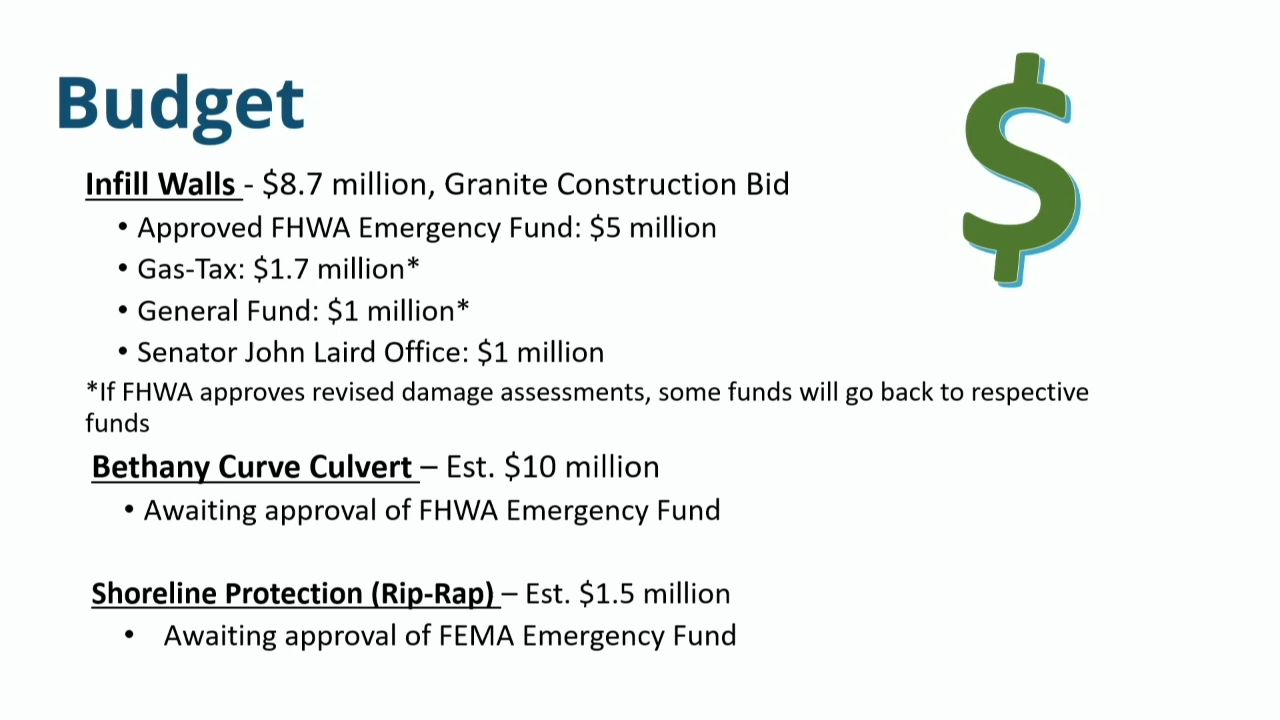 Budget
$
Infill Walls - $8.7 million, Granite Construction Bid
• Approved FHWA Emergency Fund: $5 million
• Gas-Tax: $1.7 million*
• General Fund: $1 million*
• Senator John Laird Office: $1 million
*If FHWA approves revised damage assessments, some funds will go back to respective
funds
Bethany Curve Culvert – Est. $10 million
• Awaiting approval of FHWA Emergency Fund
Shoreline Protection (Rip-Rap) – Est. $1.5 million
• Awaiting approval of FEMA Emergency Fund